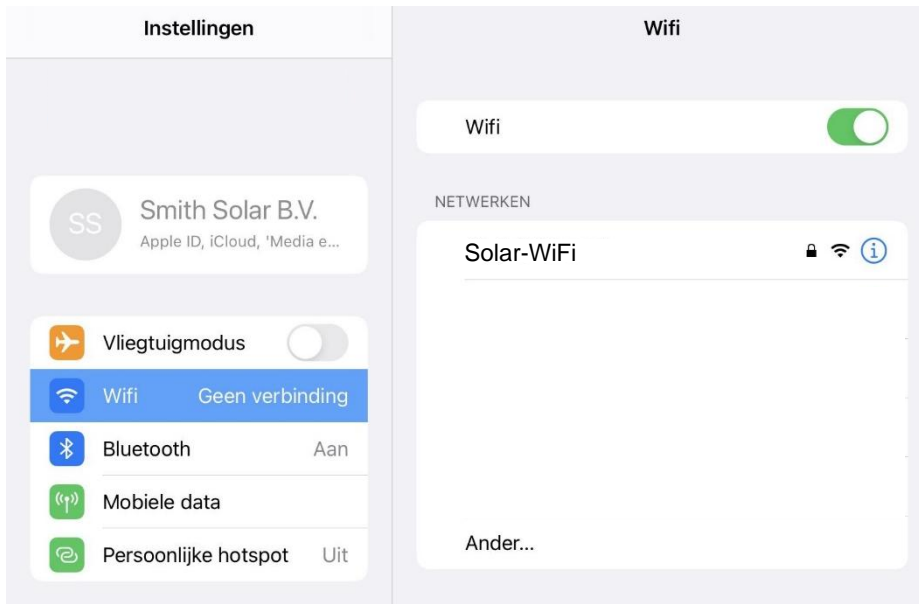 Instellingen
SS
Smith Solar B.V.
Apple ID, iCloud, 'Media e...
Vliegtuigmodus
Wifi Geen verbinding
Bluetooth Aan
Mobiele data
Persoonlijke hotspot Uit
Wifi
Wifi
NETWERKEN
Solar-WiFi
Ander...